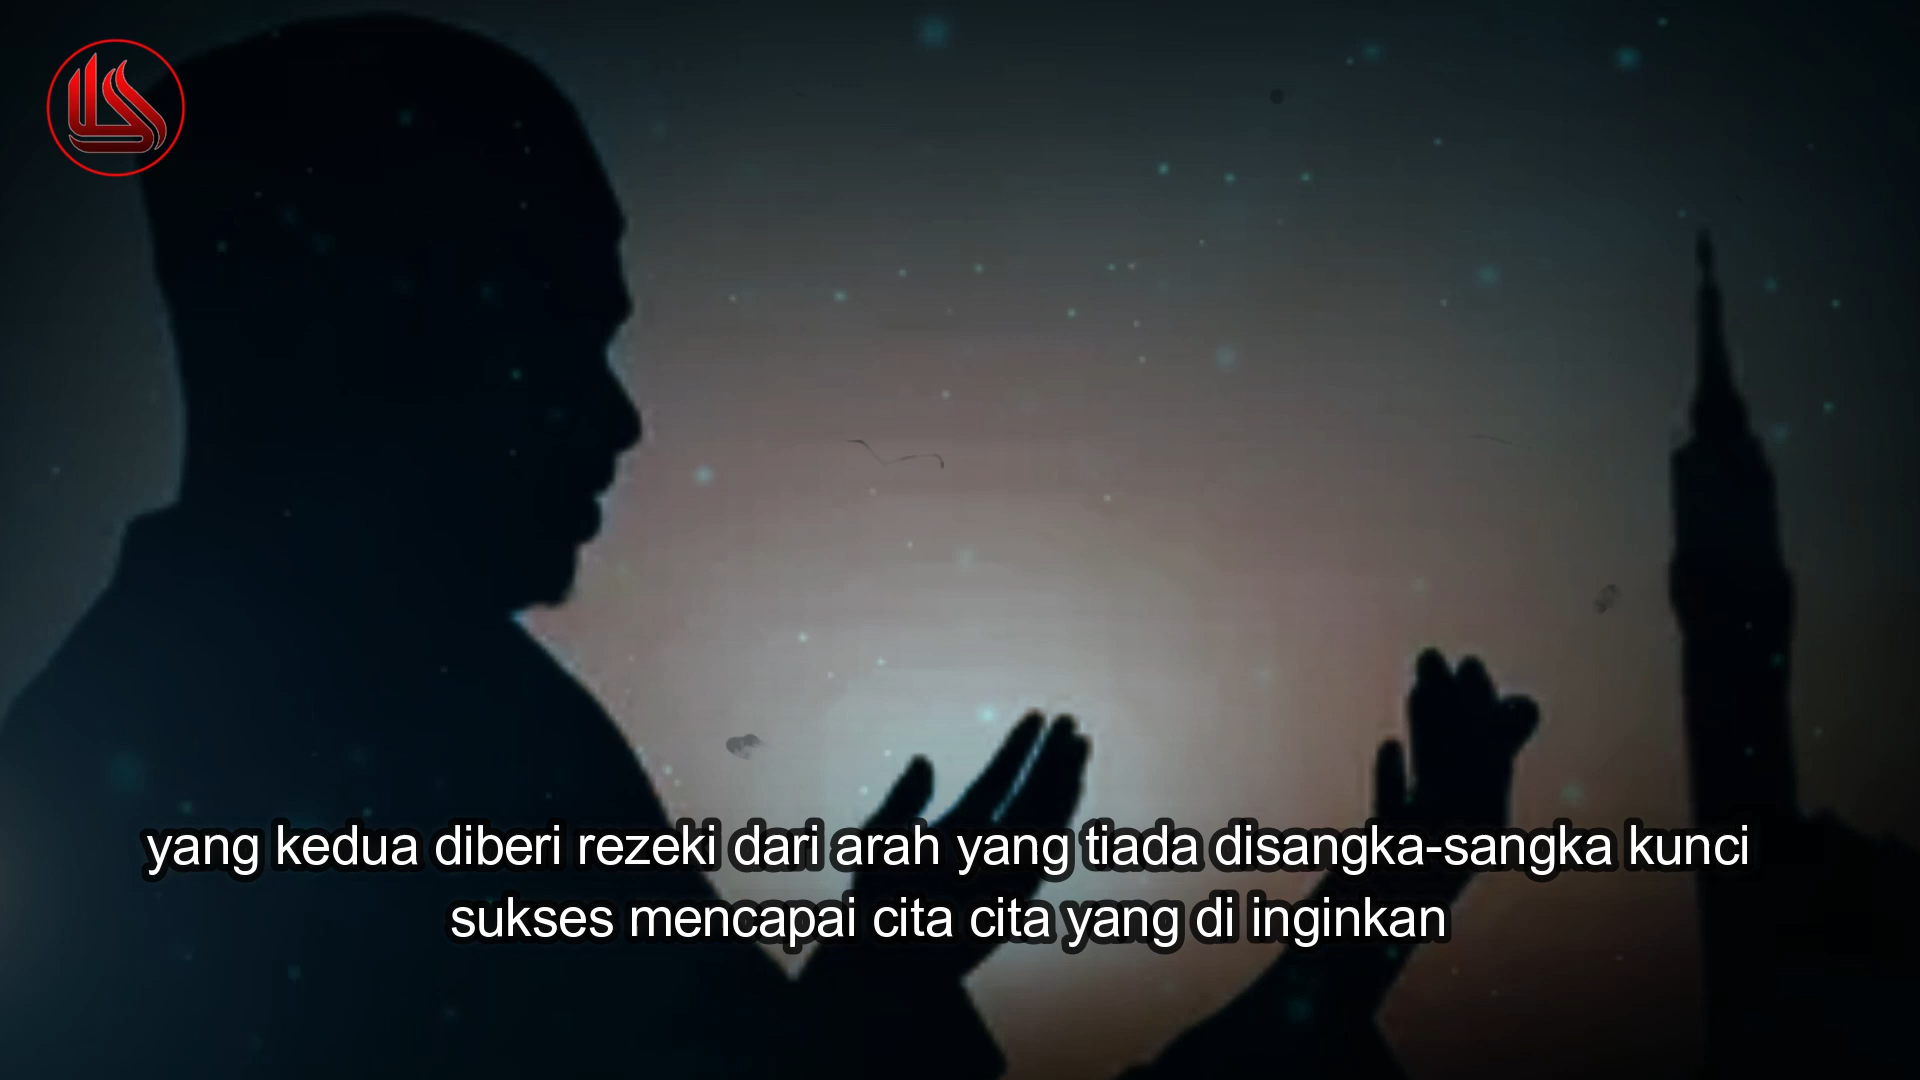 yang kedua diberi rezeki dari arah yang tiada disangka-sangka kunci
sukses mencapai cita cita yang di inginkan